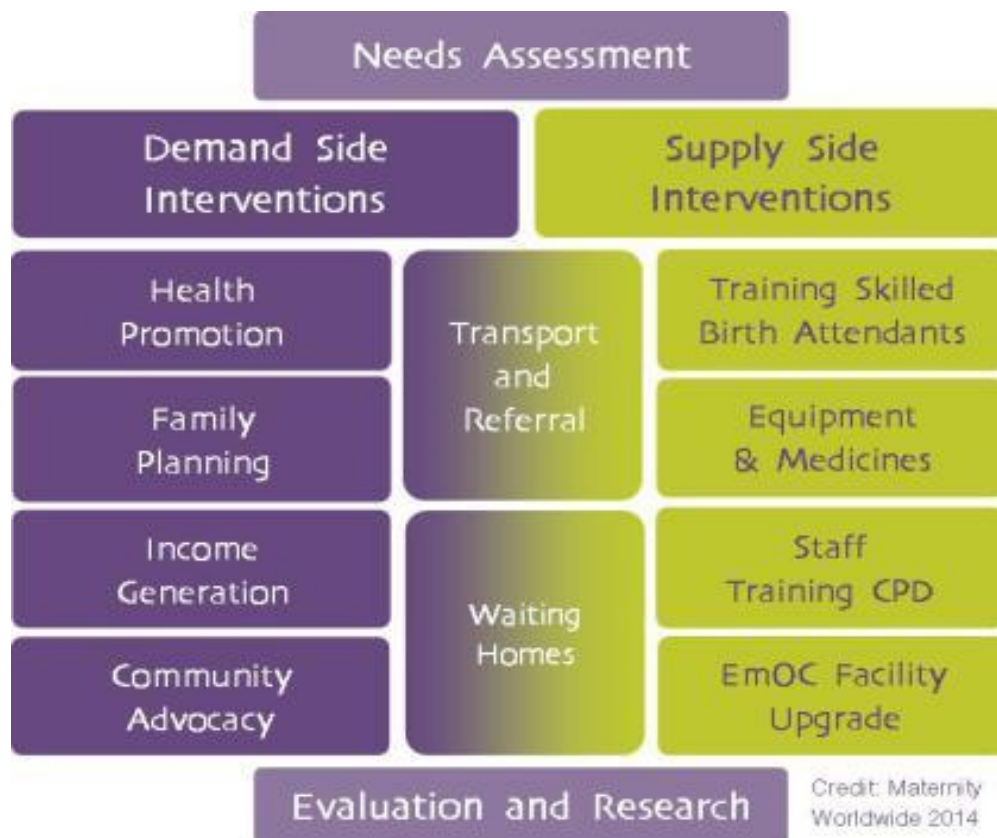 Needs Assessment
Demand Side
Interventions
Supply Side
Interventions
Health
Promotion
Family
Planning
Income
Generation
Community
Advocacy
Transport
and
Referral
Waiting
Homes
Training Skilled
Birth Attendants
Equipment
& Medicines
Staff
Training CPD
EmOC Facility
Upgrade
Evaluation and Research
Credit: Maternity
Worldwide 2014